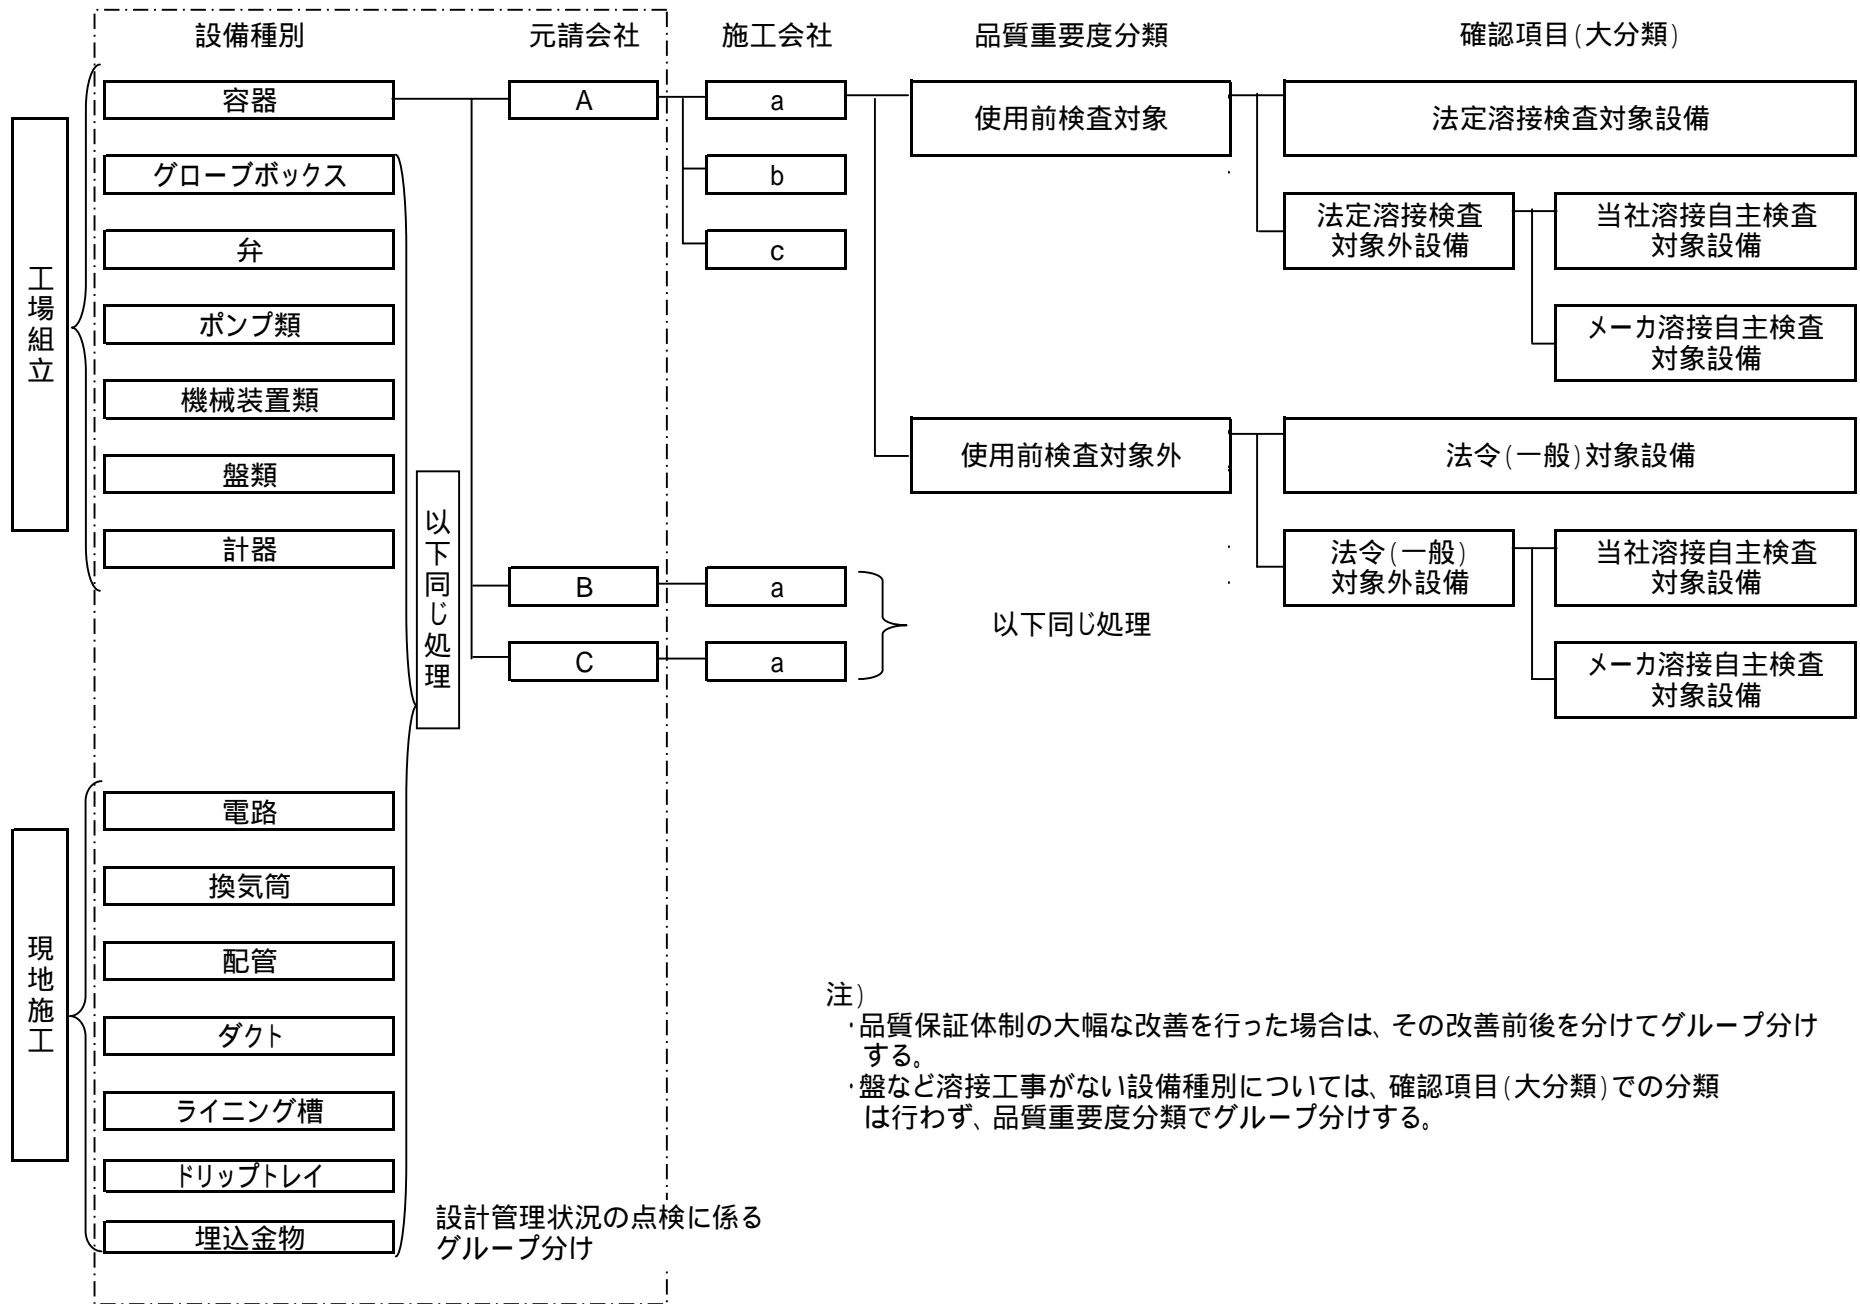 設備種別
元請会社
施工会社
品質重要度分類
確認項目(大分類)
工場組立
容器
グローブボックス
弁
ポンプ類
機械装置類
盤類
計器
以下同じ処理
A
B
C
a
b
c
a
a
以下同じ処理
使用前検査対象
使用前検査対象外
法定溶接検査対象設備
法定溶接検査
対象外設備
当社溶接自主検査
対象設備
メーカ溶接自主検査
対象設備
法令(一般)対象設備
法令(一般)
対象外設備
当社溶接自主検査
対象設備
メーカ溶接自主検査
対象設備
現地施工
電路
換気筒
配管
ダクト
ライニング槽
ドリップトレイ
埋込金物
設計管理状況の点検に係る
グループ分け
注)
・品質保証体制の大幅な改善を行った場合は、その改善前後を分けてグループ分け
する。
・盤など溶接工事がない設備種別については、確認項目(大分類)での分類
は行わず、品質重要度分類でグループ分けする。